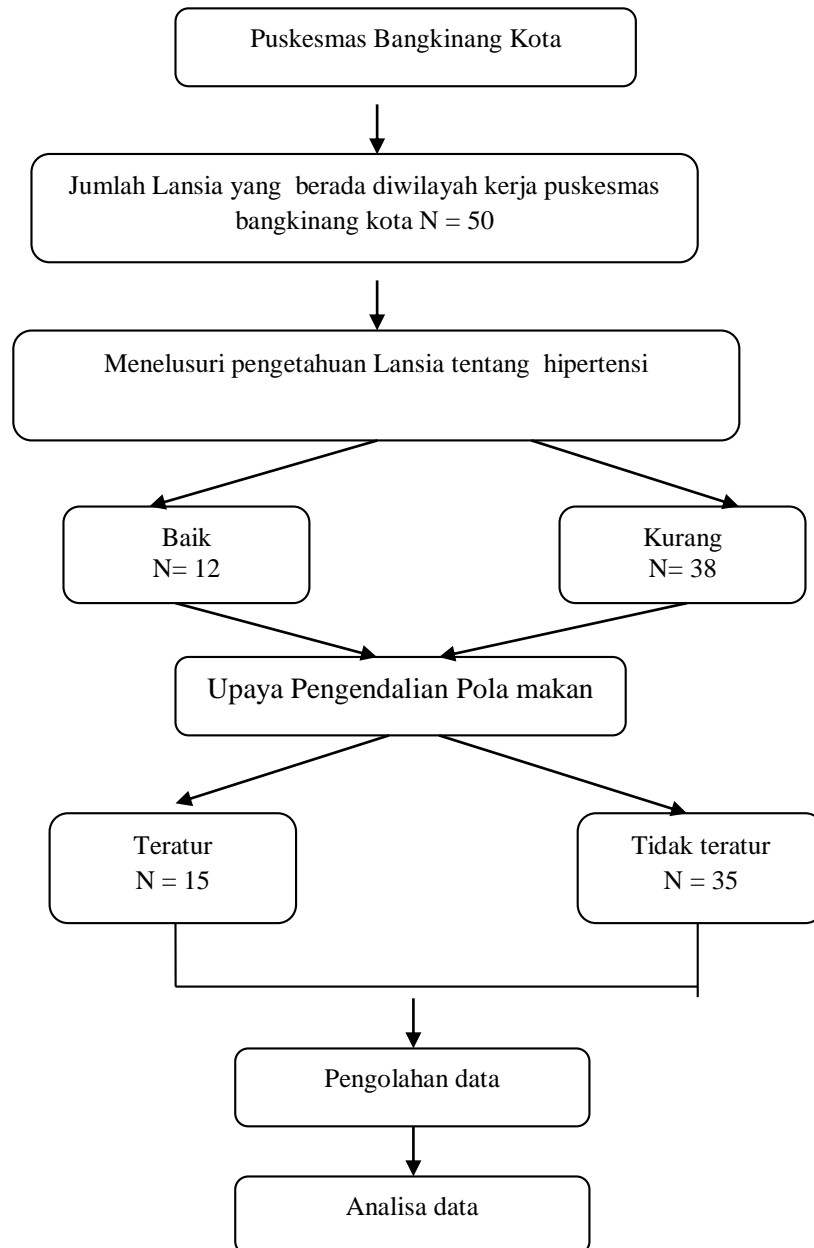 Puskesmas Bangkinang Kota
Jumlah Lansia yang berada diwilayah kerja puskesmas
bangkinang kota N = 50
Menelusuri pengetahuan Lansia tentang hipertensi
Baik
N= 12
Kurang
N= 38
Upaya Pengendalian Pola makan
Teratur
N = 15
Tidak teratur
N = 35
Pengolahan data
Analisa data